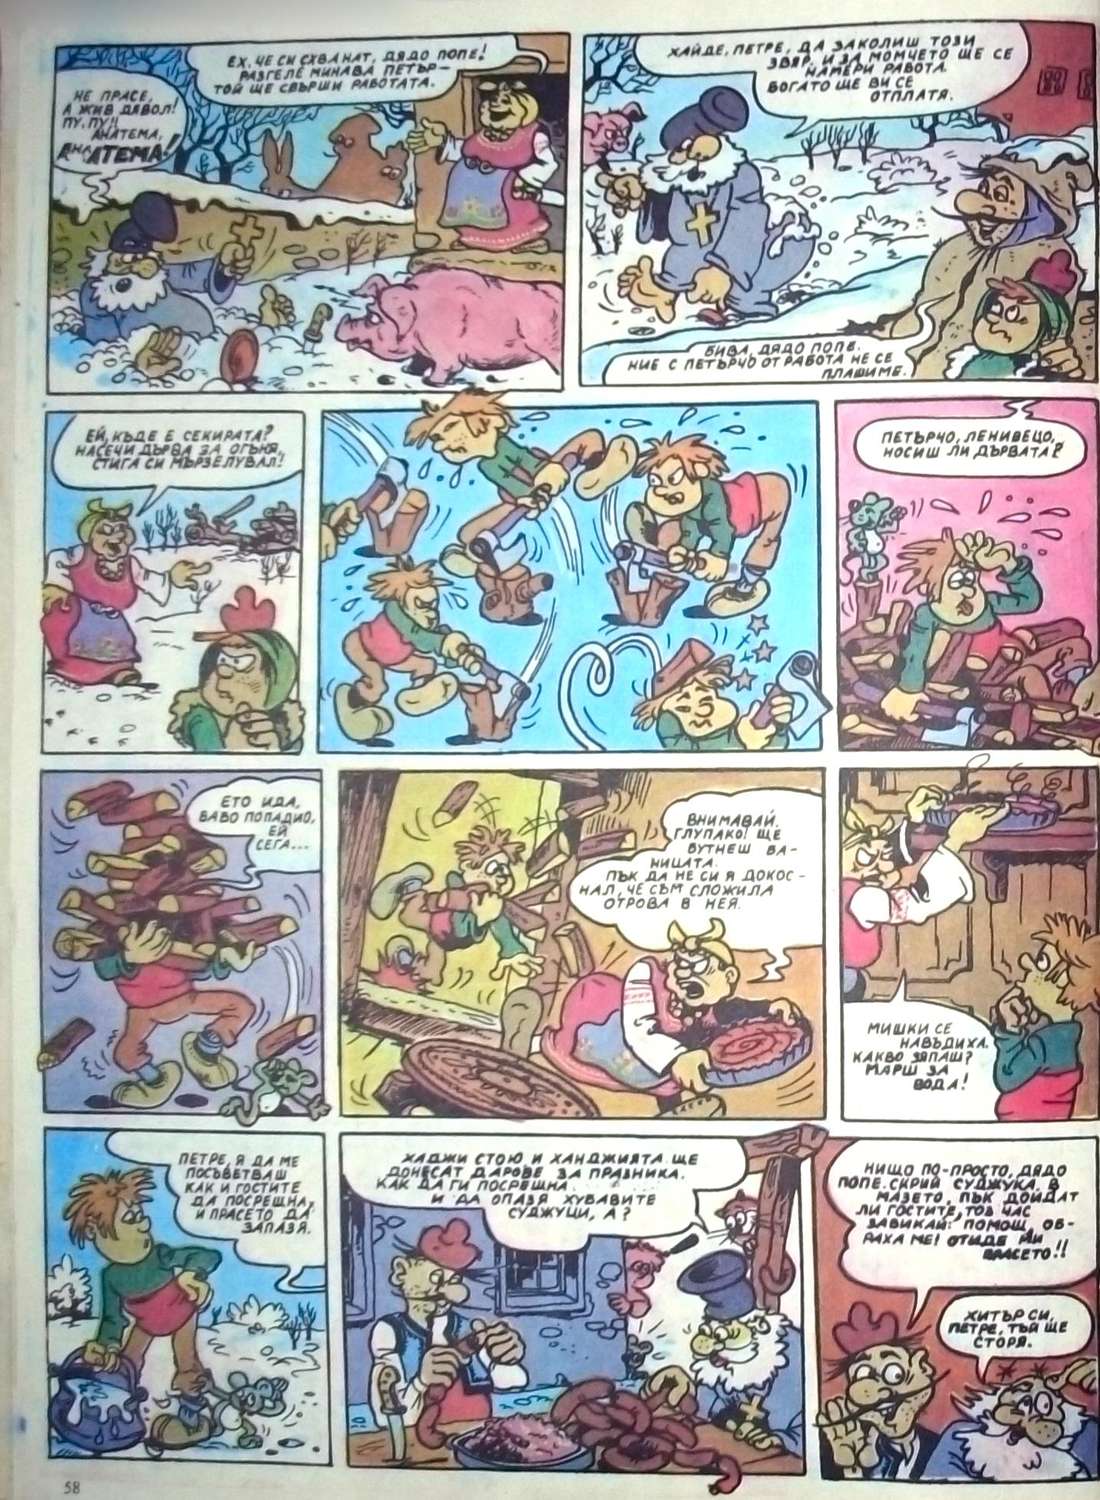 НЕ ПРАСЕ,
А ЖИВ ДЯВОЛ!
ПУ, ПУ!!
АНАТЕМА,
АНАТЕМА!
ЕХ, ЧЕ СИ СХВАНАТ, ДЯДО ПОПЕ!
РАЗГЕЛЕ МИНАВА ПЕТЪР-
ТОЙ ЩЕ СВЪРШИ РАБОТАТА.
ХАЙДЕ, ПЕТРЕ, ДА ЗАКОЛИШ ТОЗИ
ЗВЯР, И ЗА МОМЧЕТО ЩЕ СЕ
НАМЕРИ РАБОТА.
БОГАТО ЩЕ ВИ СЕ
ОТПЛАТЯ.
БИВА, ДЯДО ПОПЕ.
НИЕ С ПЕТЪРЧО ОТ РАБОТА НЕ СЕ
ПЛАШИМЕ.
ЕЙ, КЪДЕ Е СЕКИРАТА?
НАСЕЧИ ДЪРВА ЗА ОГЪНЯ,
СТИГА СИ МЪРЗЕЛУВАЛ!
ПЕТЪРЧО, ЛЕНИВЕЦО,
НОСИШ ЛИ ДЪРВАТА?
ЕТО ИДА,
БАБО ПОПАДИО,
ЕЙ
СЕГА...
ВНИМАВАЙ,
ГЛУПАКО! ЩЕ
БУТНЕШ БА-
НИЦАТА.
ПЪК ДА НЕ СИ Я ДОКОС-
НАЛ, ЧЕ СЪМ СЛОЖИЛА
ОТРОВА В НЕЯ.
МИШКИ СЕ
НАВЪДИХА.
КАКВО ЗЯПАШ?
МАРШ ЗА
ВОДА!
ПЕТРЕ, Я ДА МЕ
ПОСЪВЕТВАШ
КАК И ГОСТИТЕ
ДА ПОСРЕЩНА,
И ПРАСЕТО ДА
ЗАПАЗЯ.
ХАДЖИ СТОЮ И ХАНДЖИЯТА ЩЕ
ДОНЕСАТ ДАРОВЕ ЗА ПРАЗНИКА.
КАК ДА ГИ ПОСРЕЩНА......
И ДА ОПАЗЯ ХУБАВИТЕ
СУДЖУЦИ, А?
!
НИЩО ПО-ПРОСТО, ДЯДО
ПОПЕ. СКРИЙ СУДЖУКА В
МАЗЕТО, ПЪК ДОЙДАТ
ЛИ ГОСТИТЕ, ТОЗ ЧАС
ЗАВИКАЙ: ПОМОЩ, ОБ-
РАХА МЕ! ОТИДЕ МИ
ПРАСЕТО!!
ХИТЪР СИ,
ПЕТРЕ, ТЪЙ ЩЕ
СТОРЯ.
58